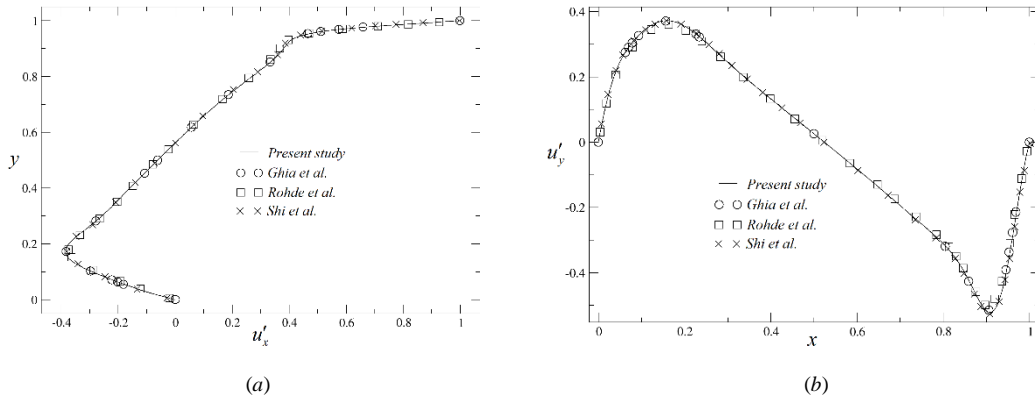 1
0.8
0.6
y
0.4
0.2
0
-0.4
-0.2
0
0.2
0.4
0.6
0.8
1
u′x
Present study
Ghia et al.
Rohde et al.
Shi et al.
(a)
0.4
0.2
0
u′y
-0.2
-0.4
0
0.2
0.4
0.6
0.8
1
x
Present study
Ghia et al.
Rohde et al.
Shi et al.
(b)